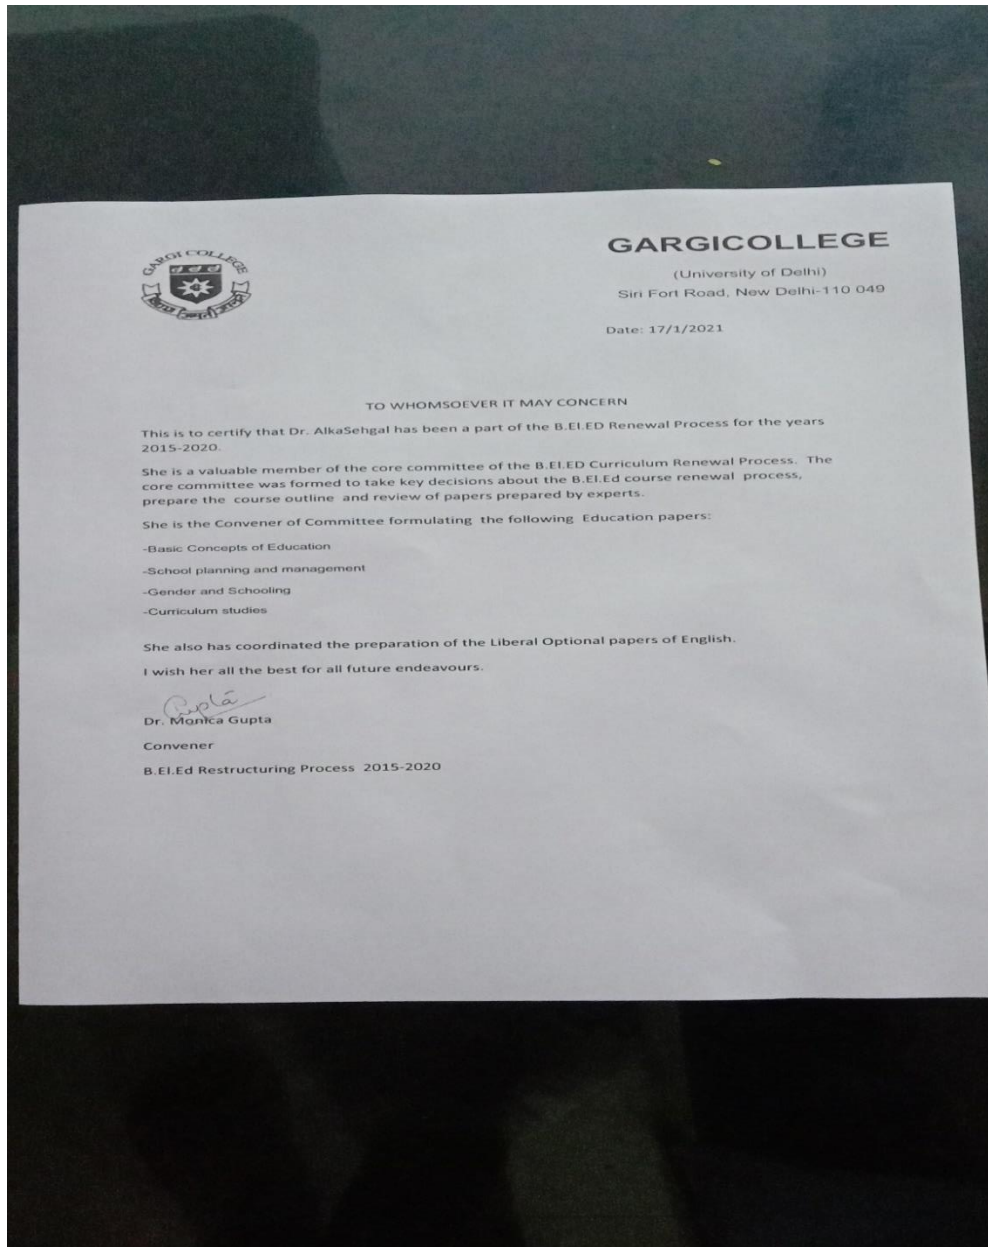 GARGI COLLEGE
GARGICOLLEGE
(University of Delhi)
Siri Fort Road, New Delhi-110 049
Date: 17/1/2021
TO WHOMSOEVER IT MAY CONCERN
This is to certify that Dr. AlkaSehgal has been a part of the B.El.ED Renewal Process for the years
2015-2020.
She is a valuable member of the core committee of the B.El.ED Curriculum Renewal Process. The
core committee was formed to take key decisions about the B.El.Ed course renewal process,
prepare the course outline and review of papers prepared by experts.
She is the Convener of Committee formulating the following Education papers:
-Basic Concepts of Education
-School planning and management
-Gender and Schooling
-Curriculum studies
She also has coordinated the preparation of the Liberal Optional papers of English.
I wish her all the best for all future endeavours.
Gupta
Dr. Monica Gupta
Convener
B.El.Ed Restructuring Process 2015-2020